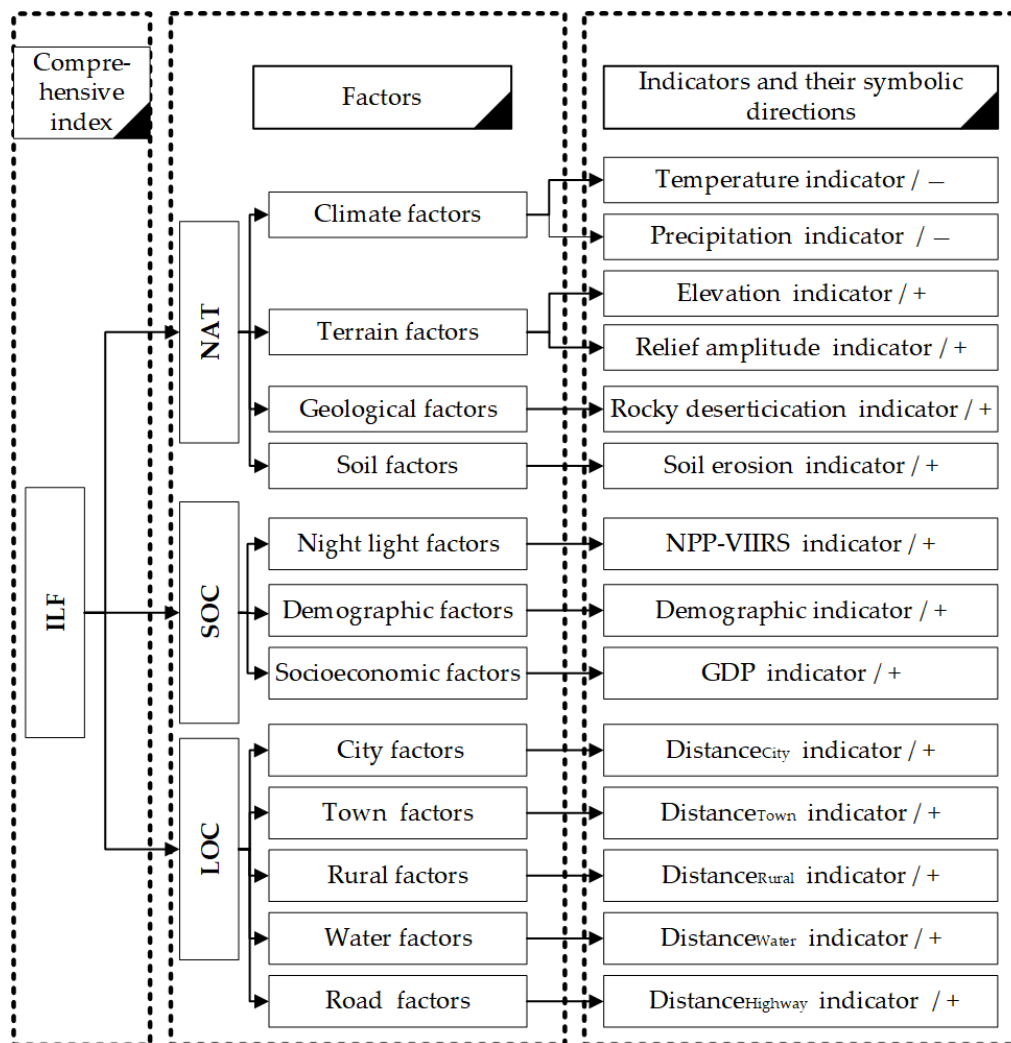 Compre-
hensive
index
Factors
Indicators and their symbolic
directions
ILF
NAT
Climate factors
Temperature indicator / −
Precipitation indicator / −
Terrain factors
Elevation indicator / +
Relief amplitude indicator / +
Geological factors
Rocky deserticication indicator / +
Soil factors
Soil erosion indicator / +
SOC
Night light factors
NPP-VIIRS indicator / +
Demographic factors
Demographic indicator / +
Socioeconomic factors
GDP indicator / +
LOC
City factors
DistanceCity indicator / +
Town factors
DistanceTown indicator / +
Rural factors
DistanceRural indicator / +
Water factors
DistanceWater indicator / +
Road factors
DistanceHighway indicator / +